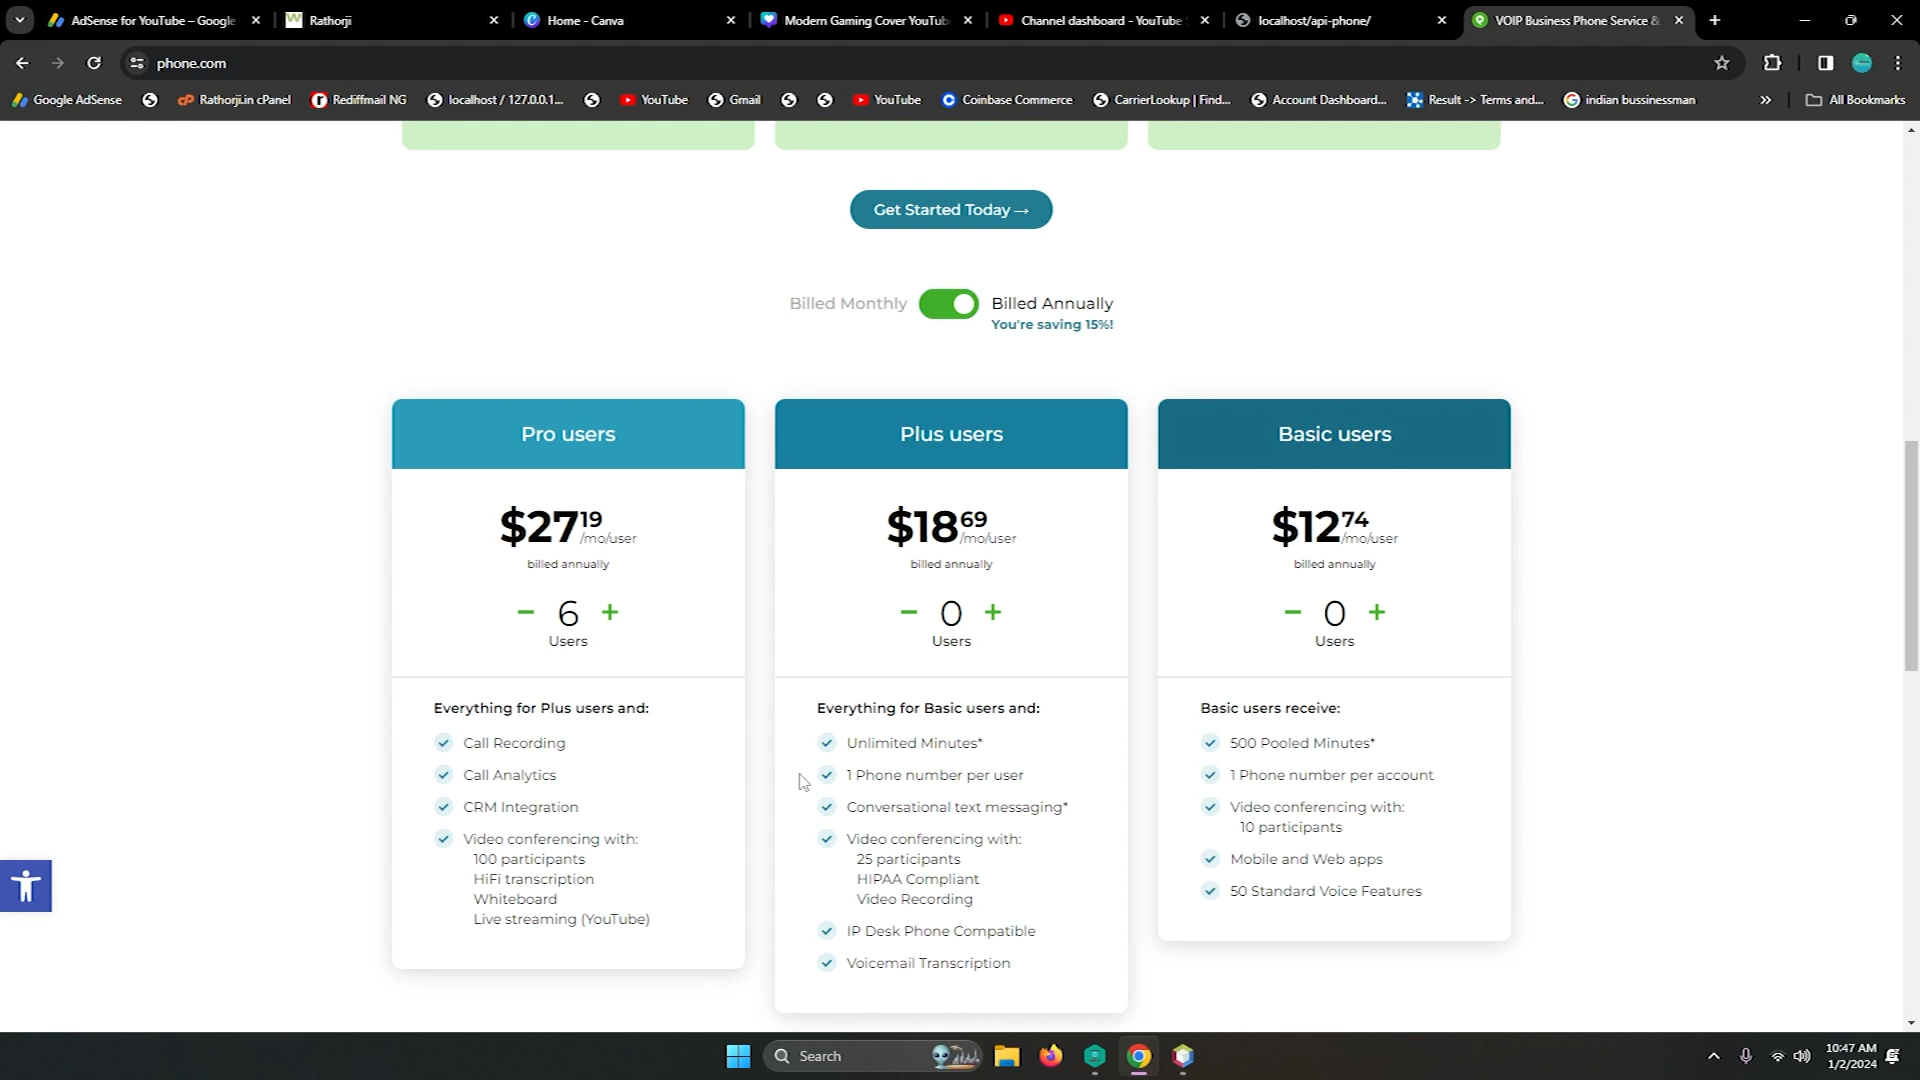 AdSense for YouTube – Google
Rathorji
Home - Canva
Modern Gaming Cover YouTub
Channel dashboard - YouTube
localhost/api-phone/
VOIP Business Phone Service &
phone.com
Google AdSense
Rathorji.in cPanel
Rediffmail NG
localhost / 127.0.0.1...
YouTube
Gmail
YouTube
Coinbase Commerce
CarrierLookup | Find...
Account Dashboard...
Result -> Terms and...
indian bussinessman
»
All Bookmarks
Get Started Today→
Billed Monthly
Billed Annually
You're saving 15%!
Pro users
$27 19 /mo/user
billed annually
− 6 +
Users
Everything for Plus users and:
Call Recording
Call Analytics
CRM Integration
Video conferencing with:
100 participants
HiFi transcription
Whiteboard
Live streaming (YouTube)
Plus users
$18 69 /mo/user
billed annually
− 0 +
Users
Everything for Basic users and:
Unlimited Minutes*
1 Phone number per user
Conversational text messaging*
Video conferencing with:
25 participants
HIPAA Compliant
Video Recording
IP Desk Phone Compatible
Voicemail Transcription
Basic users
$12 74 /mo/user
billed annually
− 0 +
Users
Basic users receive:
500 Pooled Minutes*
1 Phone number per account
Video conferencing with:
10 participants
Mobile and Web apps
50 Standard Voice Features
Search
10:47 AM
1/2/2024